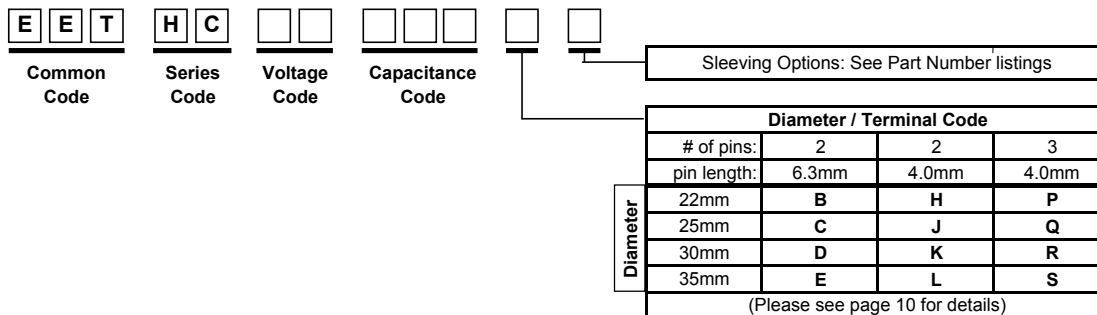 E E T H C
Common Code
Series Code
Voltage Code
Capacitance Code
Sleeving Options: See Part Number listings
Diameter / Terminal Code
# of pins: 2 2 3
pin length: 6.3mm 4.0mm 4.0mm
Diameter
22mm B H P
25mm C J Q
30mm D K R
35mm E L S
(Please see page 10 for details)